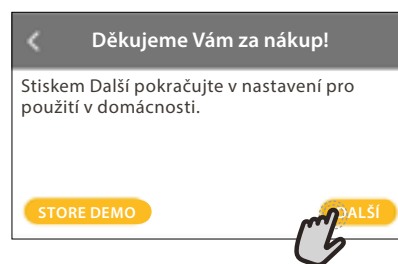 Děkujeme Vám za nákup!
Stiskem Další pokračujte v nastavení pro
použití v domácnosti.
STORE DEMO
DALŠÍ